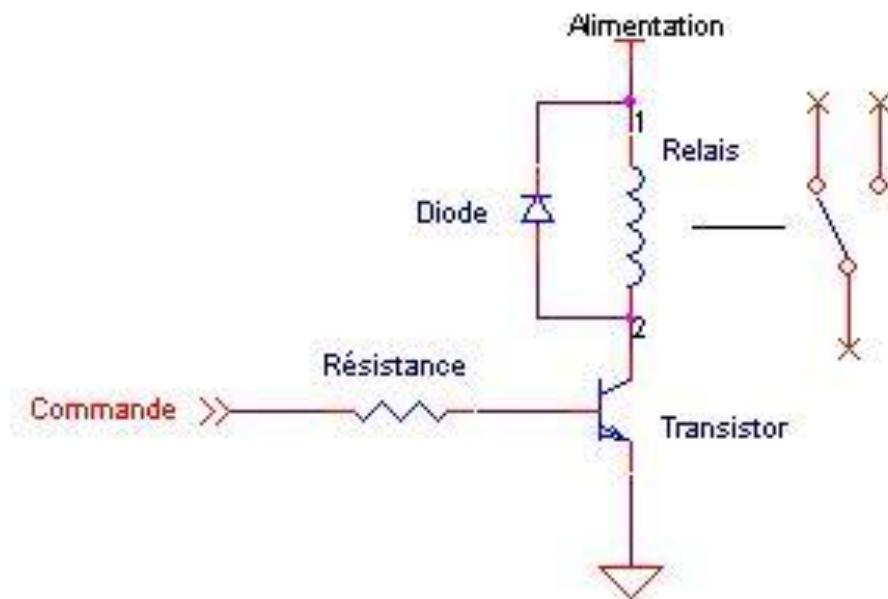 Alimentation
1
Relais
Diode
2
Résistance
Commande
Transistor